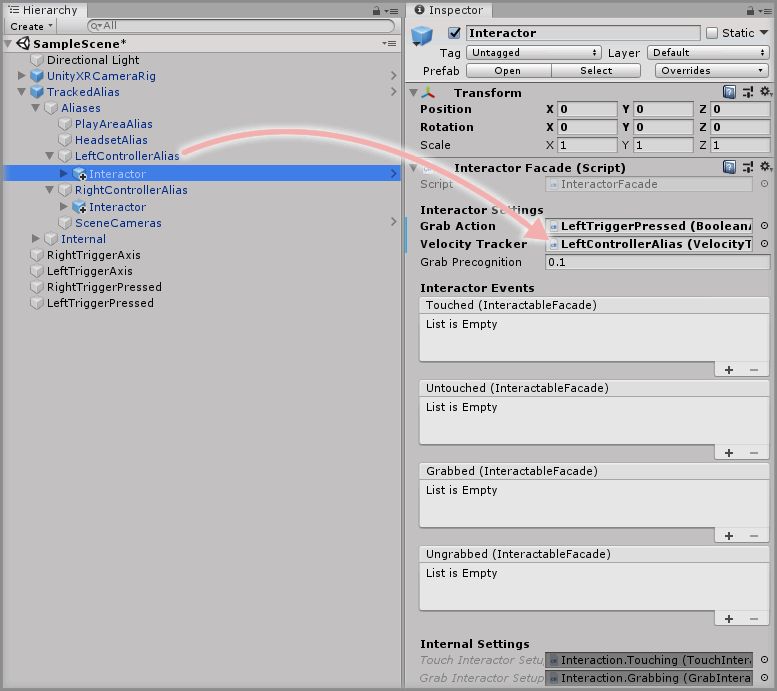 Hierarchy
Create
All
SampleScene*
Directional Light
UnityXRCameraRig
TrackedAlias
Aliases
PlayAreaAlias
HeadsetAlias
LeftControllerAlias
Interactor
RightControllerAlias
Interactor
SceneCameras
Internal
RightTriggerAxis
LeftTriggerAxis
RightTriggerPressed
LeftTriggerPressed
Inspector
Interactor Static
Tag Untagged Layer Default
Prefab Open Select Overrides
Transform
Position X 0 Y 0 Z 0
Rotation X 0 Y 0 Z 0
Scale X 1 Y 1 Z 1
Interactor Facade (Script)
Script InteractorFacade
Interactor Settings
Grab Action LeftTriggerPressed (BooleanA
Velocity Tracker LeftControllerAlias (VelocityT
Grab Precognition 0.1
Interactor Events
Touched (InteractableFacade)
List is Empty
+ −
Untouched (InteractableFacade)
List is Empty
+ −
Grabbed (InteractableFacade)
List is Empty
+ −
Ungrabbed (InteractableFacade)
List is Empty
+ −
Internal Settings
Touch Interactor Setup Interaction.Touching (TouchInter
Grab Interactor Setup Interaction.Grabbing (GrabIntera